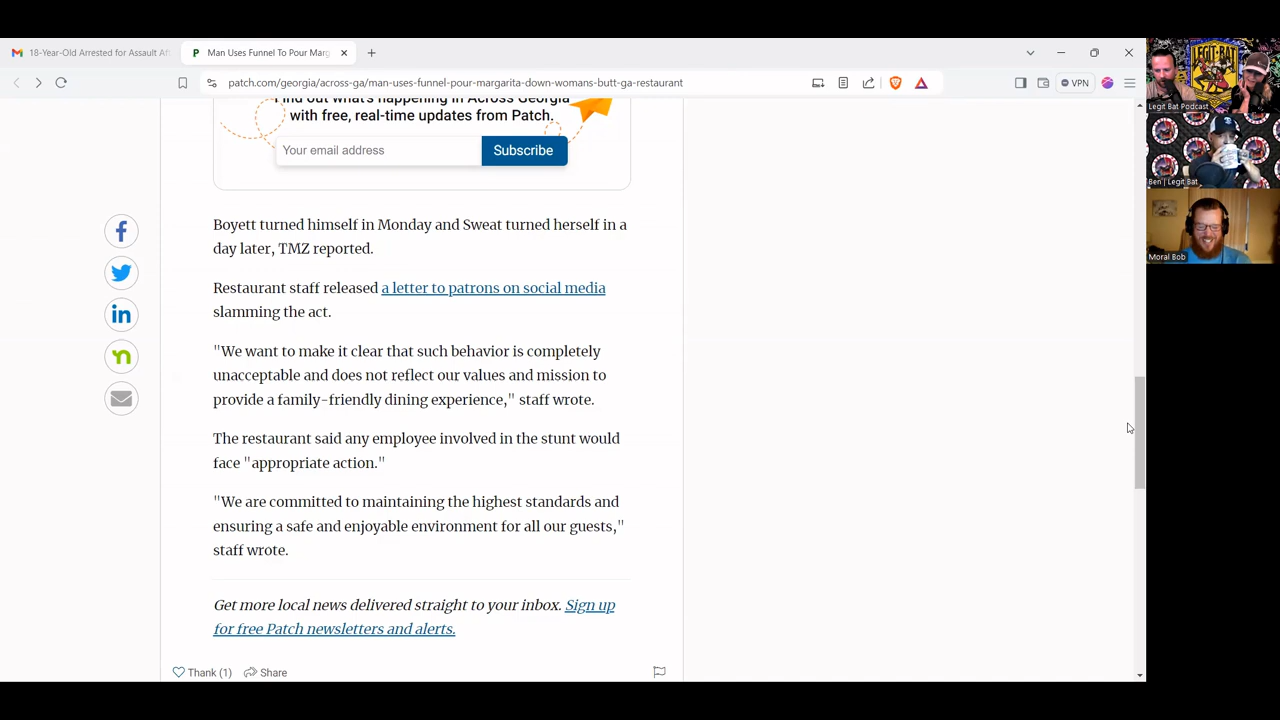 18-Year-Old Arrested for Assault Af
Man Uses Funnel To Pour Marg
patch.com/georgia/across-ga/man-uses-funnel-pour-margarita-down-womans-butt-ga-restaurant
VPN
Find out what's happening in Across Georgia
with free, real-time updates from Patch.
Your email address
Subscribe
Boyett turned himself in Monday and Sweat turned herself in a
day later, TMZ reported.
Restaurant staff released a letter to patrons on social media
slamming the act.
"We want to make it clear that such behavior is completely
unacceptable and does not reflect our values and mission to
provide a family-friendly dining experience," staff wrote.
The restaurant said any employee involved in the stunt would
face "appropriate action."
"We are committed to maintaining the highest standards and
ensuring a safe and enjoyable environment for all our guests,"
staff wrote.
Get more local news delivered straight to your inbox. Sign up
for free Patch newsletters and alerts.
Thank (1)
Share
LEGIT BAT
Legit Bat Podcast
Ben | Legit Bat
Moral Bob